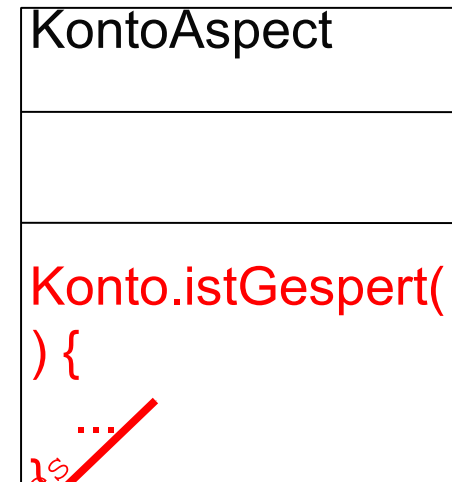 KontoAspect
Konto.istGespert(
) {
...
}
s